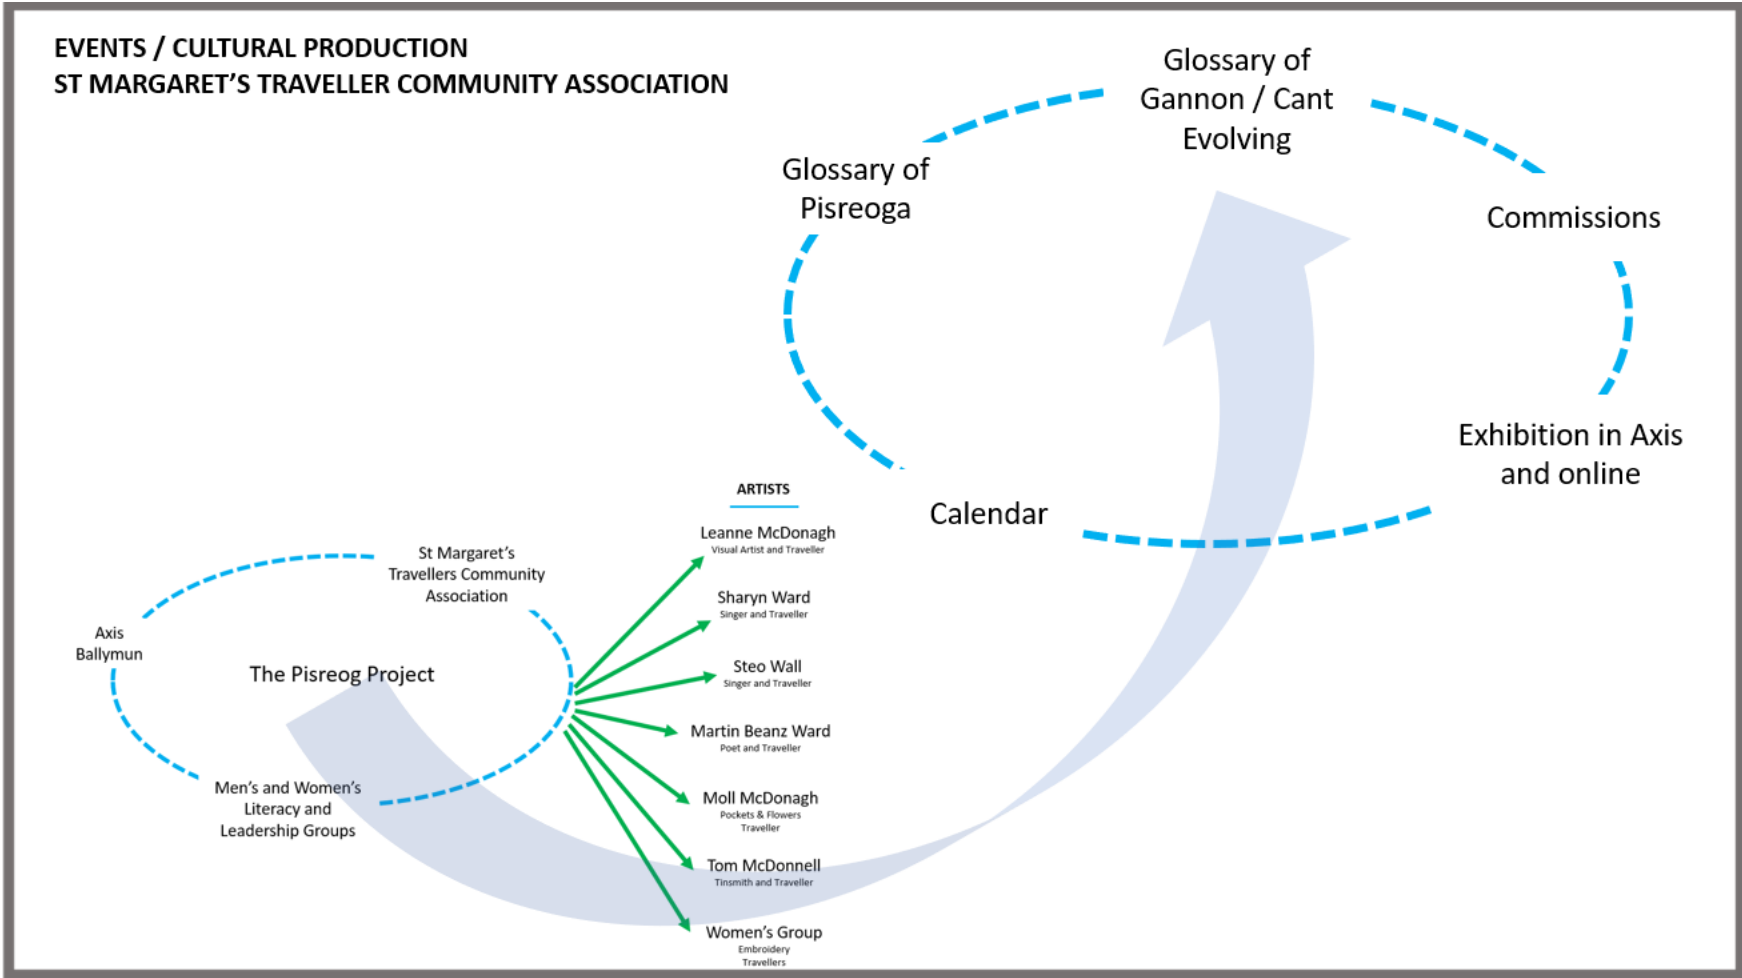 EVENTS / CULTURAL PRODUCTION
ST MARGARET'S TRAVELLER COMMUNITY ASSOCIATION
Glossary of
Gannon / Cant
Evolving
Glossary of
Pisreoga
Commissions
Exhibition in Axis
and online
Calendar
St Margaret's
Travellers Community
Association
Axis
Ballymun
The Pisreog Project
Men's and Women's
Literacy and
Leadership Groups
ARTISTS
Leanne McDonagh
Visual Artist and Traveller
Sharyn Ward
Singer and Traveller
Steo Wall
Singer and Traveller
Martin Beanz Ward
Poet and Traveller
Moll McDonagh
Pockets & Flowers
Traveller
Tom McDonnell
Tinsmith and Traveller
Women's Group
Embroidery
Travellers